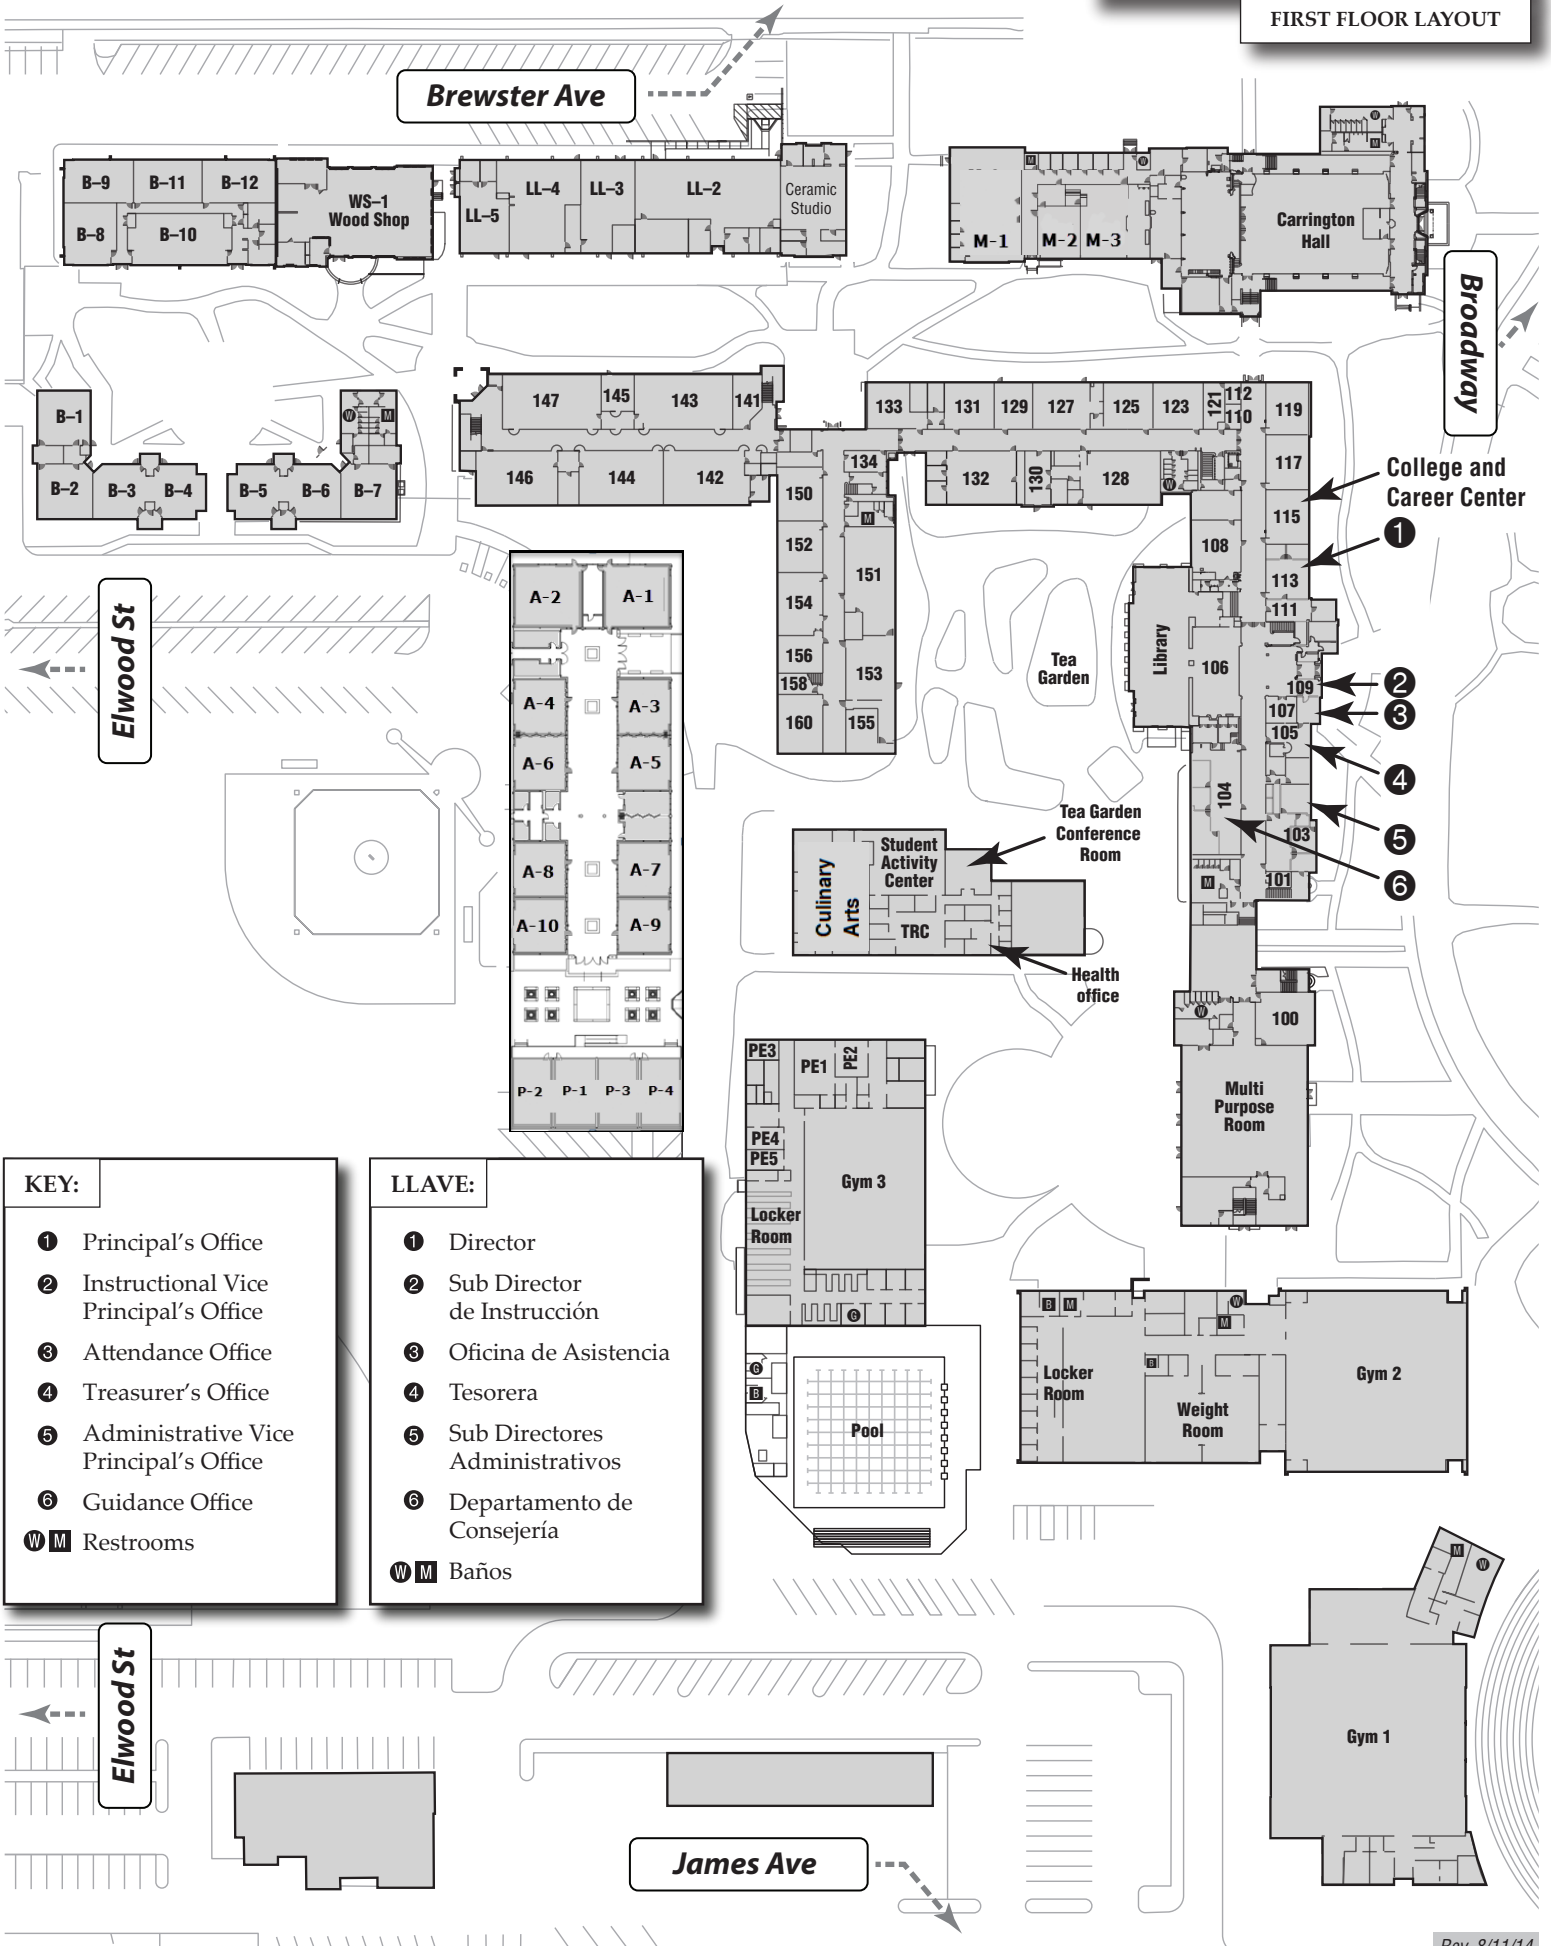 FIRST FLOOR LAYOUT
Brewster Ave
B-9
B-11
B-12
B-8
B-10
WS-1
Wood Shop
LL-5
LL-4
LL-3
LL-2
Ceramic
Studio
M
W
M-1
M-2
M-3
W
M
Carrington
Hall
Broadway
B-1
B-2
B-3
B-4
W
M
B-5
B-6
B-7
147
145
143
141
146
144
142
133
131
129
127
125
123
121
112
110
119
134
132
130
128
W
117
150
M
115
College and
Career Center
1
152
151
108
113
154
111
156
153
158
160
155
Tea
Garden
Library
106
109
2
107
3
105
4
104
5
103
6
M
101
Elwood St
A-2
A-1
A-4
A-3
A-6
A-5
A-8
A-7
A-10
A-9
P-2
P-1
P-3
P-4
Tea Garden
Conference
Room
Student
Activity
Center
Culinary
Arts
TRC
Health
office
W
100
Multi
Purpose
Room
PE3
PE1
PE2
PE4
PE5
Gym 3
Locker
Room
G
G
B
Pool
B
M
W
M
B
Locker
Room
Weight
Room
Gym 2
KEY:
1 Principal's Office
2 Instructional Vice
Principal's Office
3 Attendance Office
4 Treasurer's Office
5 Administrative Vice
Principal's Office
6 Guidance Office
W M Restrooms
LLAVE:
1 Director
2 Sub Director
de Instrucción
3 Oficina de Asistencia
4 Tesorera
5 Sub Directores
Administrativos
6 Departamento de
Consejería
W M Baños
M
W
Gym 1
Elwood St
James Ave
Rev. 8/11/14